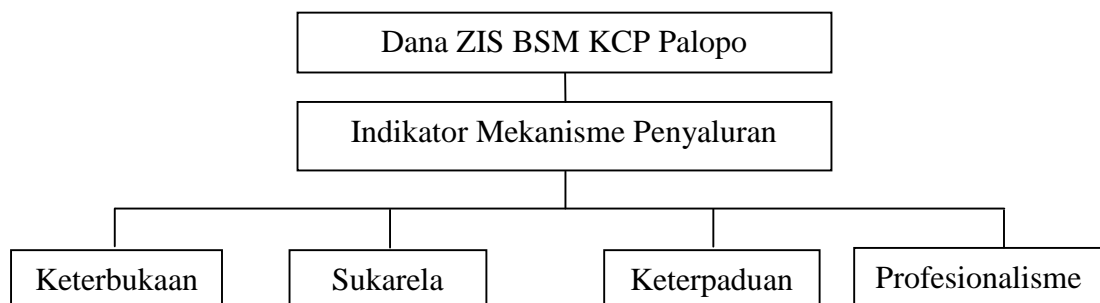 Dana ZIS BSM KCP Palopo
Indikator Mekanisme Penyaluran
Keterbukaan
Sukarela
Keterpaduan
Profesionalisme